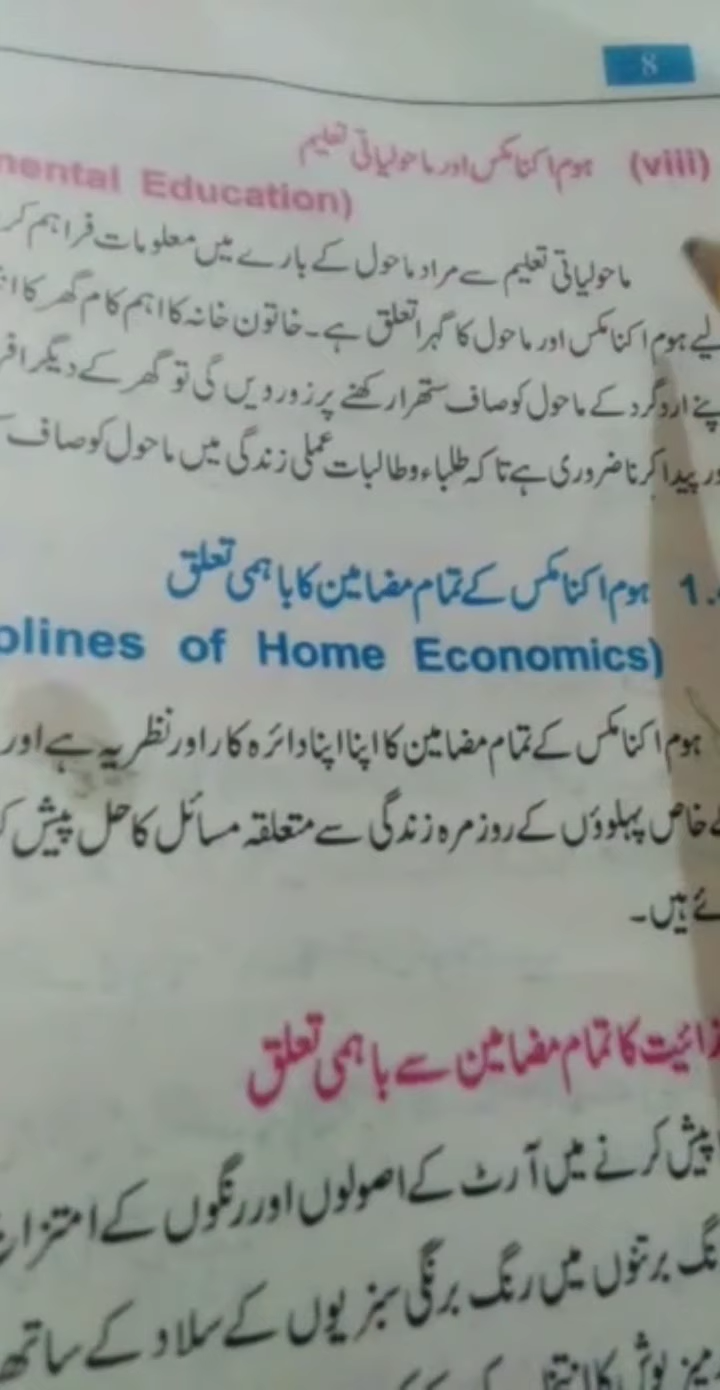 8
(viii) ہوم اکنامکس اور ماحولیاتی تعلیم
mental Education)
ماحولیاتی تعلیم سے مراد ماحول کے بارے میں معلومات فراہم کر
لیے ہوم اکنامکس اور ماحول کا گہرا تعلق ہے۔ خاتون خانہ کا اہم کام گھر کا
پنے اردگرد کے ماحول کو صاف ستھرا رکھنے پر زور دیں گی تو گھر کے دیگر افر
ور پیدا کرنا ضروری ہے تاکہ طلباء و طالبات عملی زندگی میں ماحول کو صاف
1. ہوم اکنامکس کے تمام مضامین کا باہمی تعلق
plines of Home Economics)
ہوم اکنامکس کے تمام مضامین کا اپنا اپنا دائرہ کار اور نظریہ ہے اور
کے خاص پہلوؤں کے روزمرہ زندگی سے متعلقہ مسائل کا حل پیش
ئے ہیں۔
ذائیت کا تمام مضامین سے باہمی تعلق
پیش کرنے میں آرٹ کے اصولوں اور رنگوں کے امتزاج
نگ برتنوں میں رنگ برنگی سبزیوں کے سلاد کے ساتھ